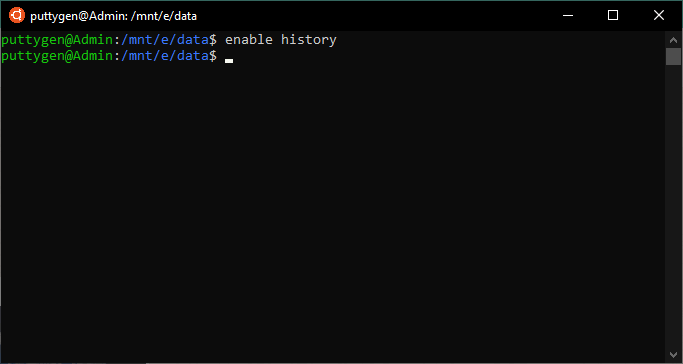 puttygen@Admin: /mnt/e/data
puttygen@Admin:/mnt/e/data$ enable history
puttygen@Admin:/mnt/e/data$